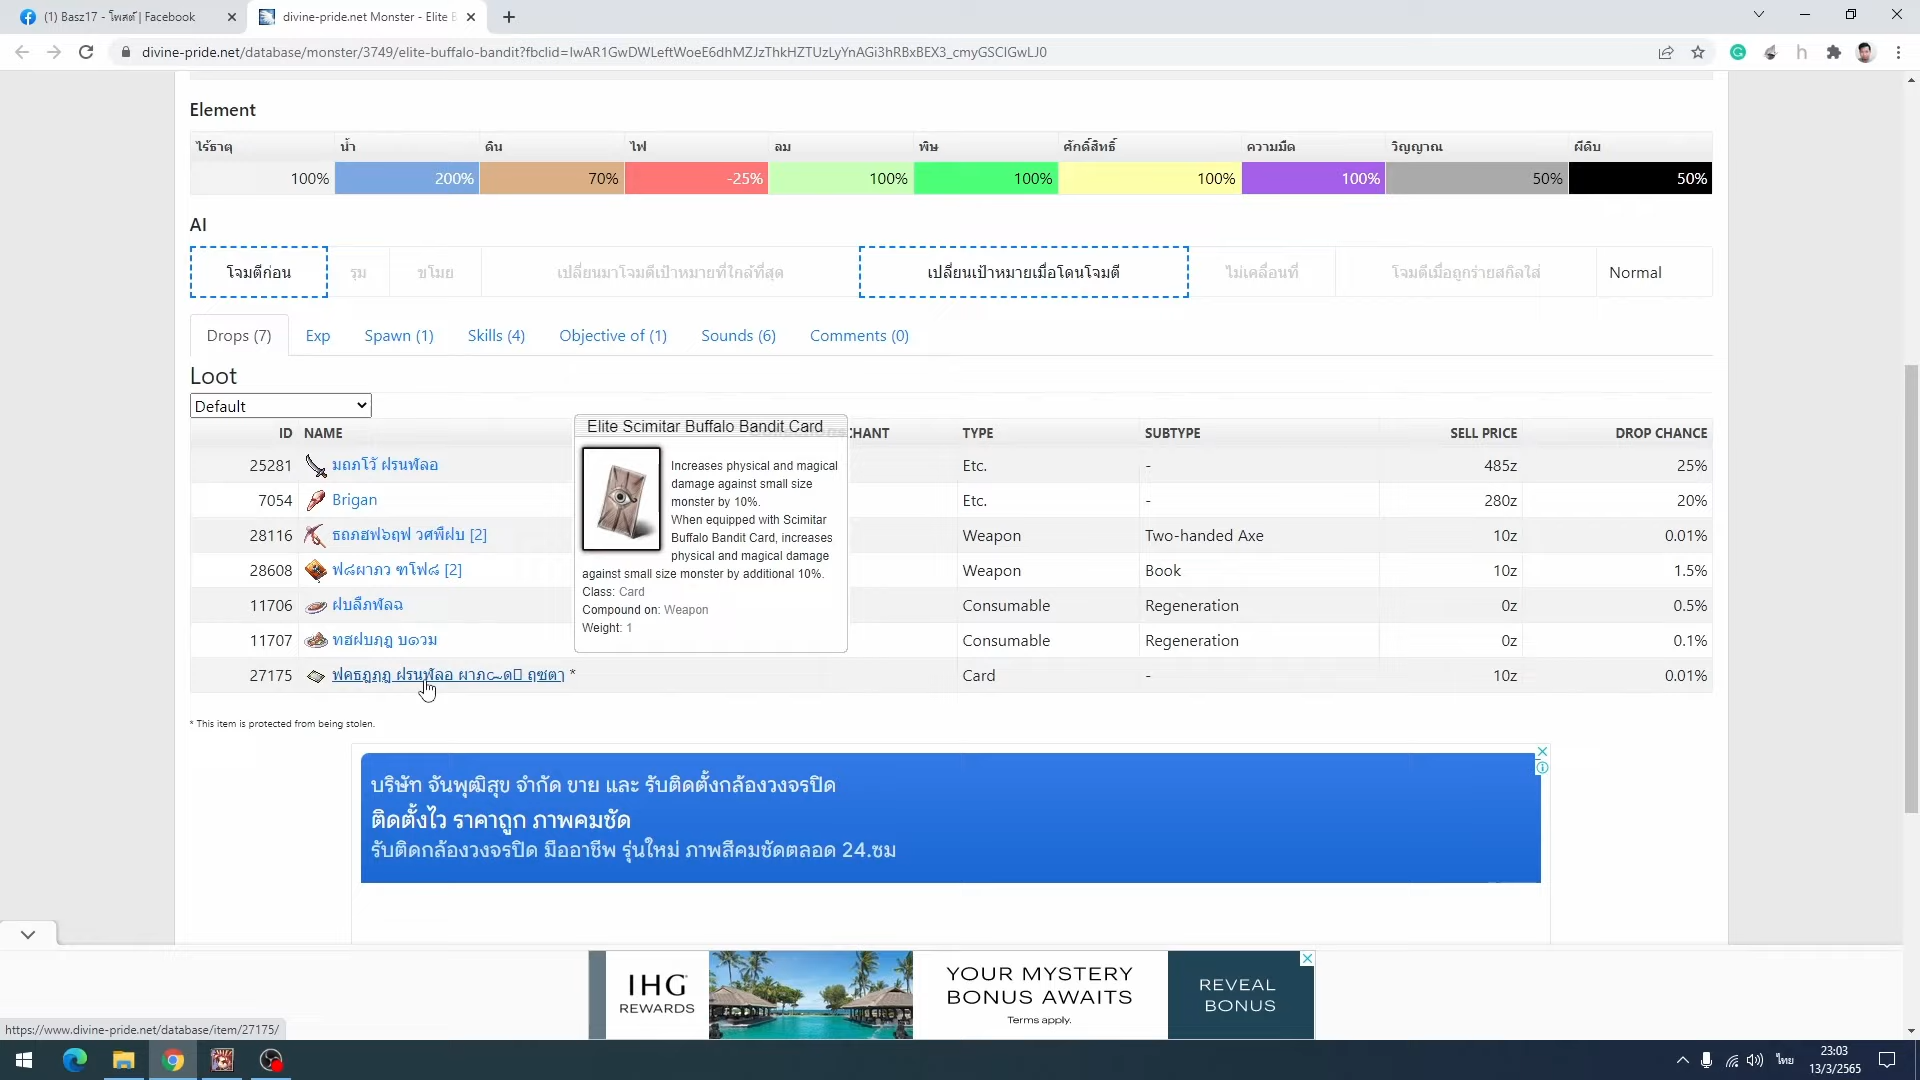 (1) Basz17 - โพสต์ | Facebook
divine-pride.net Monster - Elite B
divine-pride.net/database/monster/3749/elite-buffalo-bandit?fbclid=IwAR1GwDWLeftWoeE6dhMZJzThkHZTUzLyYnAGi3hRBxBEX3_cmyGSClGwLJ0
Element
ไร้ธาตุ น้ำ ดิน ไฟ ลม พิษ ศักดิ์สิทธิ์ ความมืด วิญญาณ ผีดิบ
100% 200% 70% -25% 100% 100% 100% 100% 50% 50%
AI
โจมตีก่อน รุม ขโมย เปลี่ยนมาโจมตีเป้าหมายที่ใกล้ที่สุด เปลี่ยนเป้าหมายเมื่อโดนโจมตี ไม่เคลื่อนที่ โจมตีเมื่อถูกร่ายสกิลใส่ Normal
Drops (7) Exp Spawn (1) Skills (4) Objective of (1) Sounds (6) Comments (0)
Loot
Default
ID NAME CHANT TYPE SUBTYPE SELL PRICE DROP CHANCE
25281 มถภโว้ ฝรนฬลอ Etc. - 485z 25%
7054 Brigan Etc. - 280z 20%
28116 [2] Weapon Two-handed Axe 10z 0.01%
28608 [2] Weapon Book 10z 1.5%
11706 Consumable Regeneration 0z 0.5%
11707 Consumable Regeneration 0z 0.1%
27175 * Card - 10z 0.01%
Elite Scimitar Buffalo Bandit Card
Increases physical and magical
damage against small size
monster by 10%.
When equipped with Scimitar
Buffalo Bandit Card, increases
physical and magical damage
against small size monster by additional 10%.
Class: Card
Compound on: Weapon
Weight: 1
* This item is protected from being stolen.
บริษัท จันพุฒิสุข จำกัด ขาย และ รับติดตั้งกล้องวงจรปิด
ติดตั้งไว ราคาถูก ภาพคมชัด
รับติดกล้องวงจรปิด มืออาชีพ รุ่นใหม่ ภาพสีคมชัดตลอด 24.ซม
IHG
REWARDS
YOUR MYSTERY
BONUS AWAITS
Terms apply.
REVEAL
BONUS
https://www.divine-pride.net/database/item/27175/
ไทย
23:03
13/3/2565